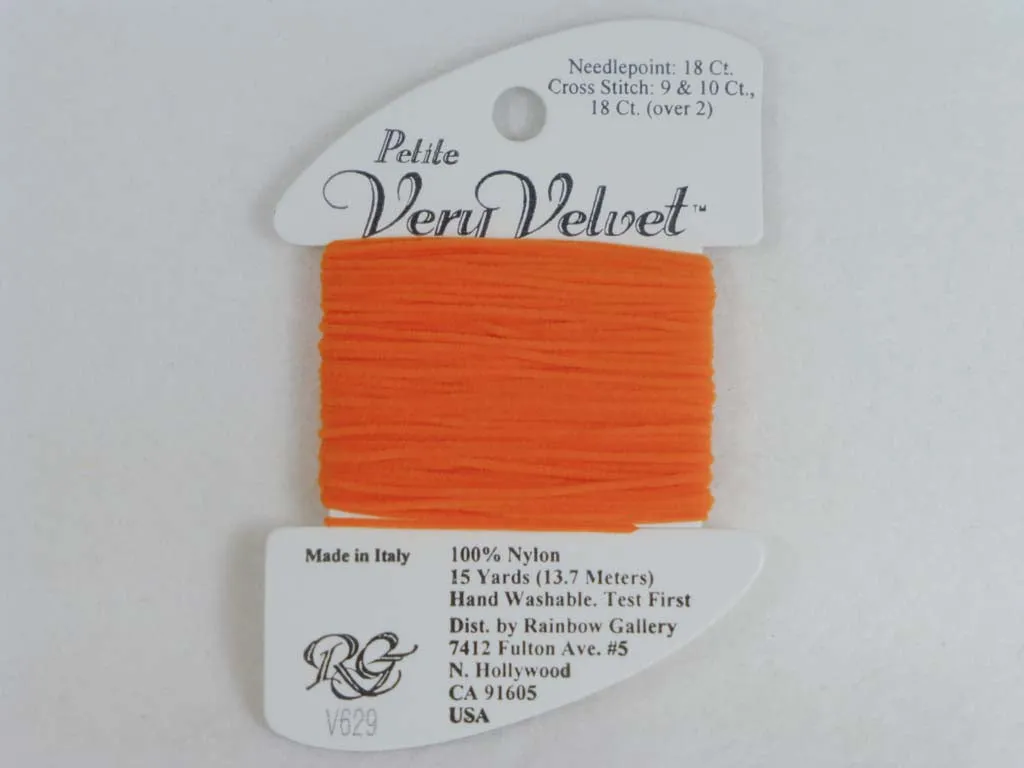 Needlepoint: 18 Ct.
Cross Stitch: 9 & 10 Ct.,
18 Ct. (over 2)
Petite
Very Velvet™
Made in Italy
100% Nylon
15 Yards (13.7 Meters)
Hand Washable. Test First
Dist. by Rainbow Gallery
7412 Fulton Ave. #5
N. Hollywood
CA 91605
USA
RG
V629